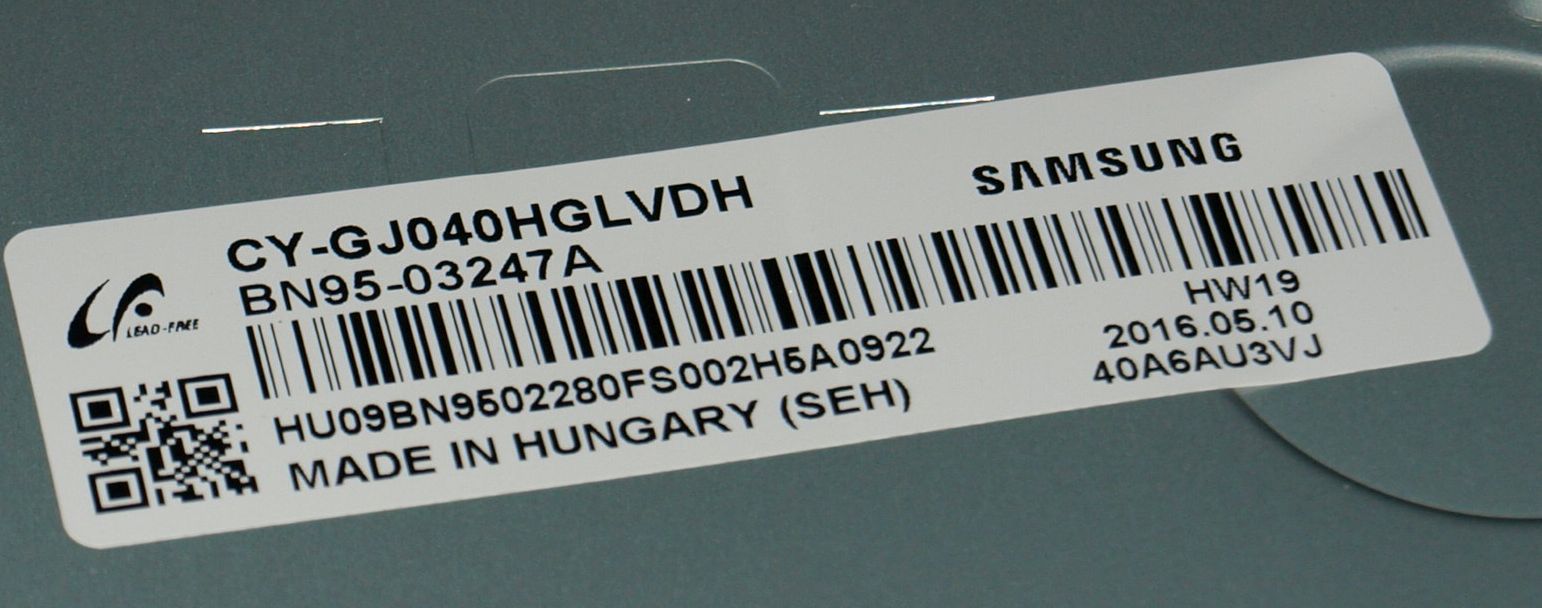 CY-GJ040HGLVDH
SAMSUNG
BN95-03247A
LEAD-FREE
HU09BN9502280FS002H5A0922
HW19
2016.05.10
40A6AU3VJ
MADE IN HUNGARY (SEH)